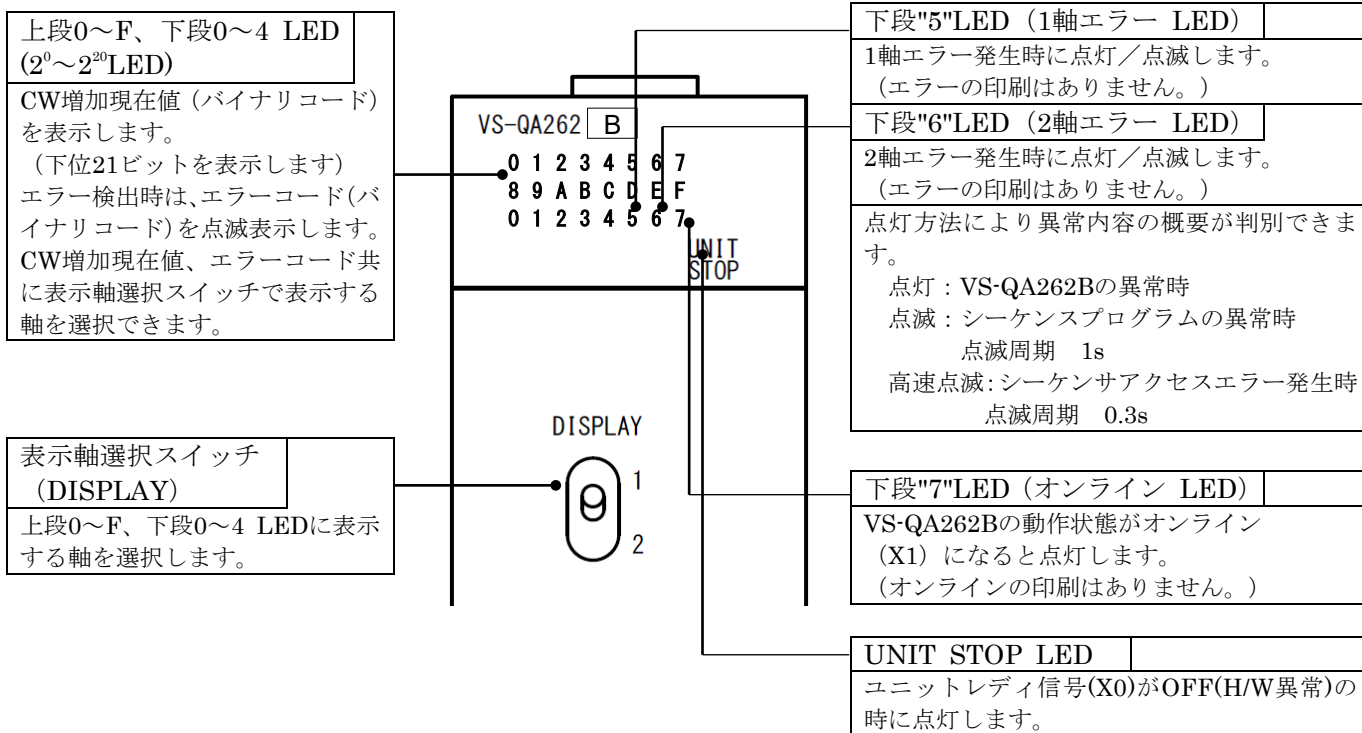 上段0～F、下段0～4 LED
(2⁰～2²⁰LED)
CW増加現在値（バイナリコード）
を表示します。
（下位21ビットを表示します）
エラー検出時は、エラーコード(バ
イナリコード)を点滅表示します。
CW増加現在値、エラーコード共
に表示軸選択スイッチで表示する
軸を選択できます。
表示軸選択スイッチ
（DISPLAY）
上段0～F、下段0～4 LEDに表示
する軸を選択します。
VS-QA262 B
0 1 2 3 4 5 6 7
8 9 A B C D E F
0 1 2 3 4 5 6 7
UNIT
STOP
DISPLAY
1
2
下段"5"LED（1軸エラー LED）
1軸エラー発生時に点灯／点滅します。
（エラーの印刷はありません。）
下段"6"LED（2軸エラー LED）
2軸エラー発生時に点灯／点滅します。
（エラーの印刷はありません。）
点灯方法により異常内容の概要が判別できま
す。
点灯：VS-QA262Bの異常時
点滅：シーケンスプログラムの異常時
点滅周期 1s
高速点滅：シーケンサアクセスエラー発生時
点滅周期 0.3s
下段"7"LED（オンライン LED）
VS-QA262Bの動作状態がオンライン
（X1）になると点灯します。
（オンラインの印刷はありません。）
UNIT STOP LED
ユニットレディ信号(X0)がOFF(H/W異常)の
時に点灯します。